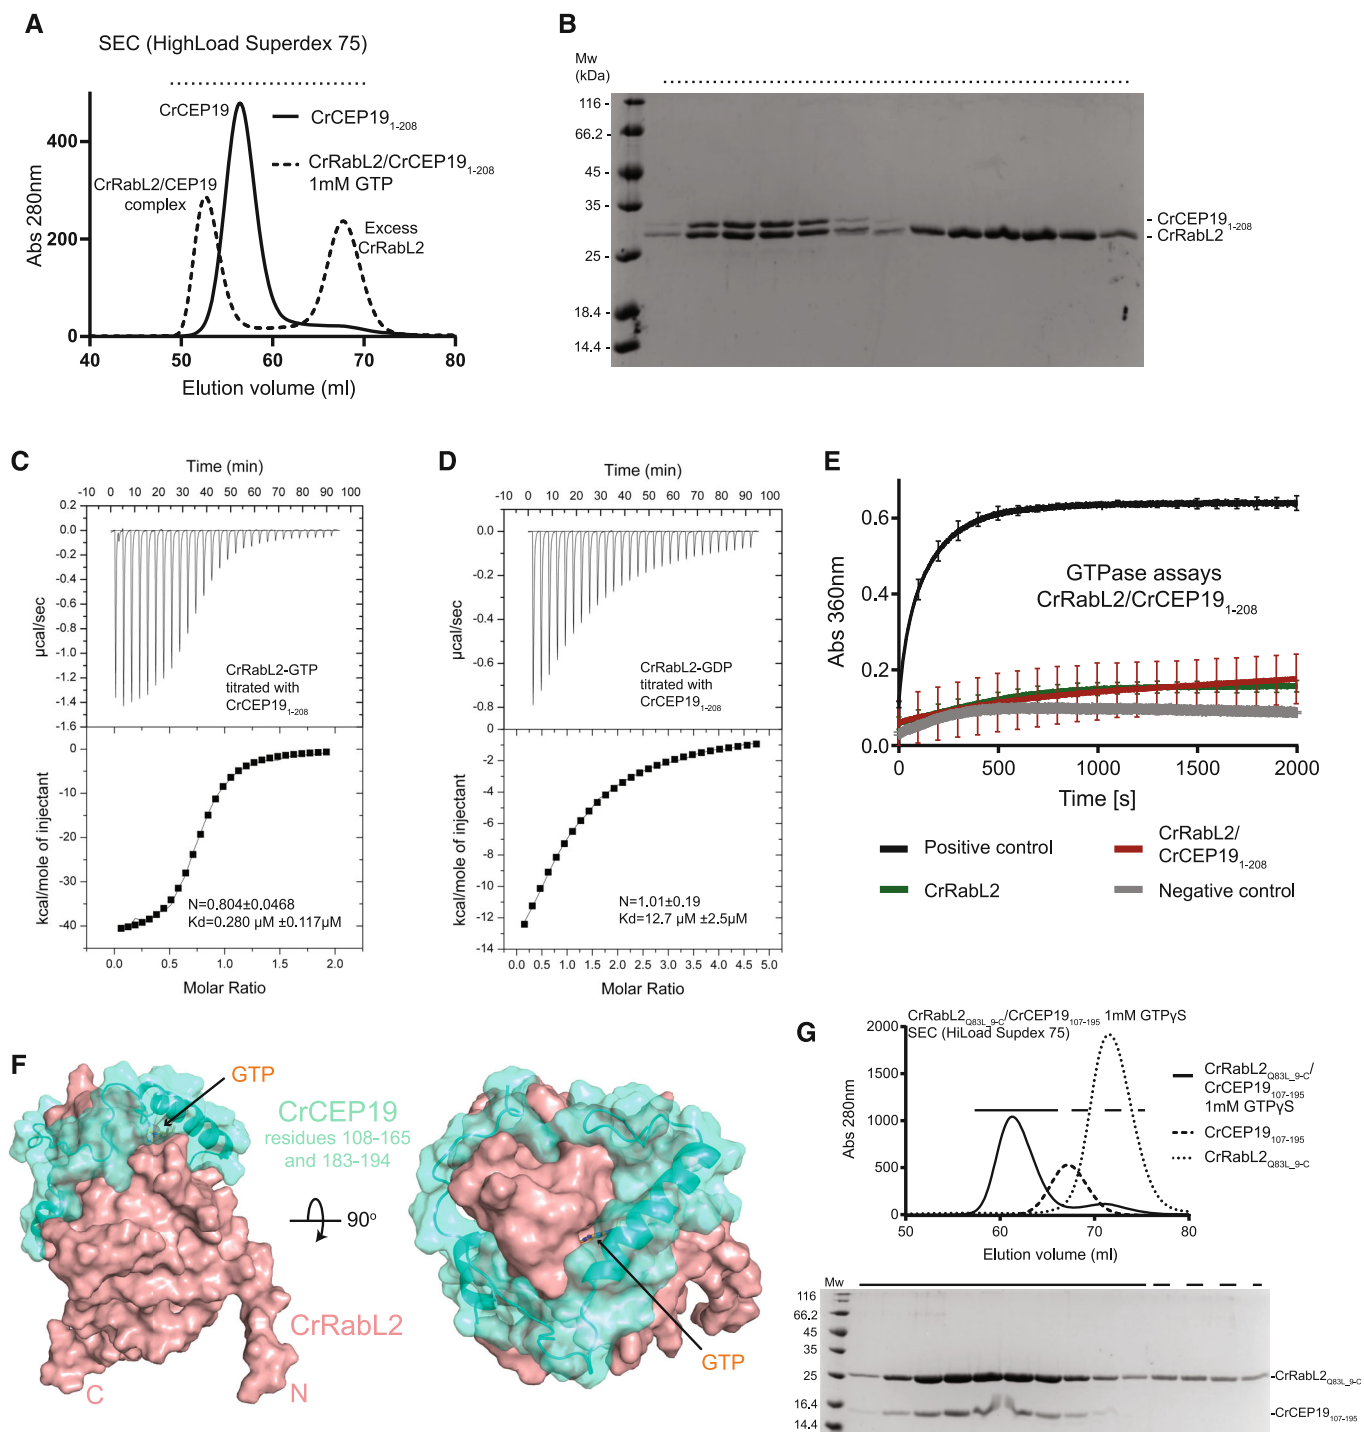 A
SEC (HighLoad Superdex 75)
CrCEP19
CrCEP19₁₋₂₀₈
CrRabL2/CrCEP19₁₋₂₀₈
1mM GTP
CrRabL2/CEP19
complex
Excess
CrRabL2
Abs 280nm
400
200
0
40 50 60 70 80
Elution volume (ml)
B
Mw
(kDa)
116 -
66.2 -
45 -
35 -
25 -
18.4 -
14.4 -
- CrCEP19₁₋₂₀₈
- CrRabL2
C
Time (min)
-10 0 10 20 30 40 50 60 70 80 90 100
0.2
0.0
-0.2
-0.4
-0.6
-0.8
-1.0
-1.2
-1.4
-1.6
µcal/sec
CrRabL2-GTP
titrated with
CrCEP19₁₋₂₀₈
0
-10
-20
-30
-40
kcal/mole of injectant
N=0.804±0.0468
Kd=0.280 µM ±0.117µM
0.0 0.5 1.0 1.5 2.0
Molar Ratio
D
Time (min)
-10 0 10 20 30 40 50 60 70 80 90 100
0.0
-0.2
-0.4
-0.6
-0.8
µcal/sec
CrRabL2-GDP
titrated with
CrCEP19₁₋₂₀₈
0
-2
-4
-6
-8
-10
-12
-14
kcal/mole of injectant
N=1.01±0.19
Kd=12.7 µM ±2.5µM
0.0 0.5 1.0 1.5 2.0 2.5 3.0 3.5 4.0 4.5 5.0
Molar Ratio
E
Abs 360nm
0.6
0.4
0.2
0.0
GTPase assays
CrRabL2/CrCEP19₁₋₂₀₈
0 500 1000 1500 2000
Time [s]
Positive control
CrRabL2/
CrCEP19₁₋₂₀₈
CrRabL2
Negative control
F
GTP
CrCEP19
residues 108-165
and 183-194
90º
CrRabL2
C
N
GTP
G
CrRabL2Q83L_9-C/CrCEP19₁₀₇₋₁₉₅ 1mM GTPγS
SEC (HiLoad Supdex 75)
2000
1500
1000
500
0
Abs 280nm
CrRabL2Q83L_9-C/
CrCEP19₁₀₇₋₁₉₅
1mM GTPγS
CrCEP19₁₀₇₋₁₉₅
CrRabL2Q83L_9-C
50 60 70 80
Elution volume (ml)
Mw
116
66.2
45
35
25
16.4
14.4
-CrRabL2Q83L_9-C
-CrCEP19₁₀₇₋₁₉₅